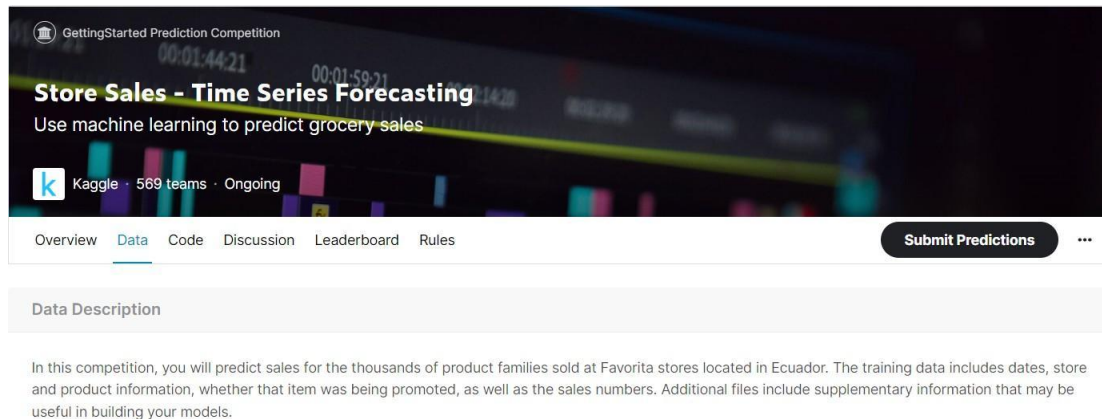 GettingStarted Prediction Competition
00:01:44:21
00:01:59:21
Store Sales - Time Series Forecasting
Use machine learning to predict grocery sales
k Kaggle · 569 teams · Ongoing
Overview Data Code Discussion Leaderboard Rules Submit Predictions ...
Data Description
In this competition, you will predict sales for the thousands of product families sold at Favorita stores located in Ecuador. The training data includes dates, store
and product information, whether that item was being promoted, as well as the sales numbers. Additional files include supplementary information that may be
useful in building your models.